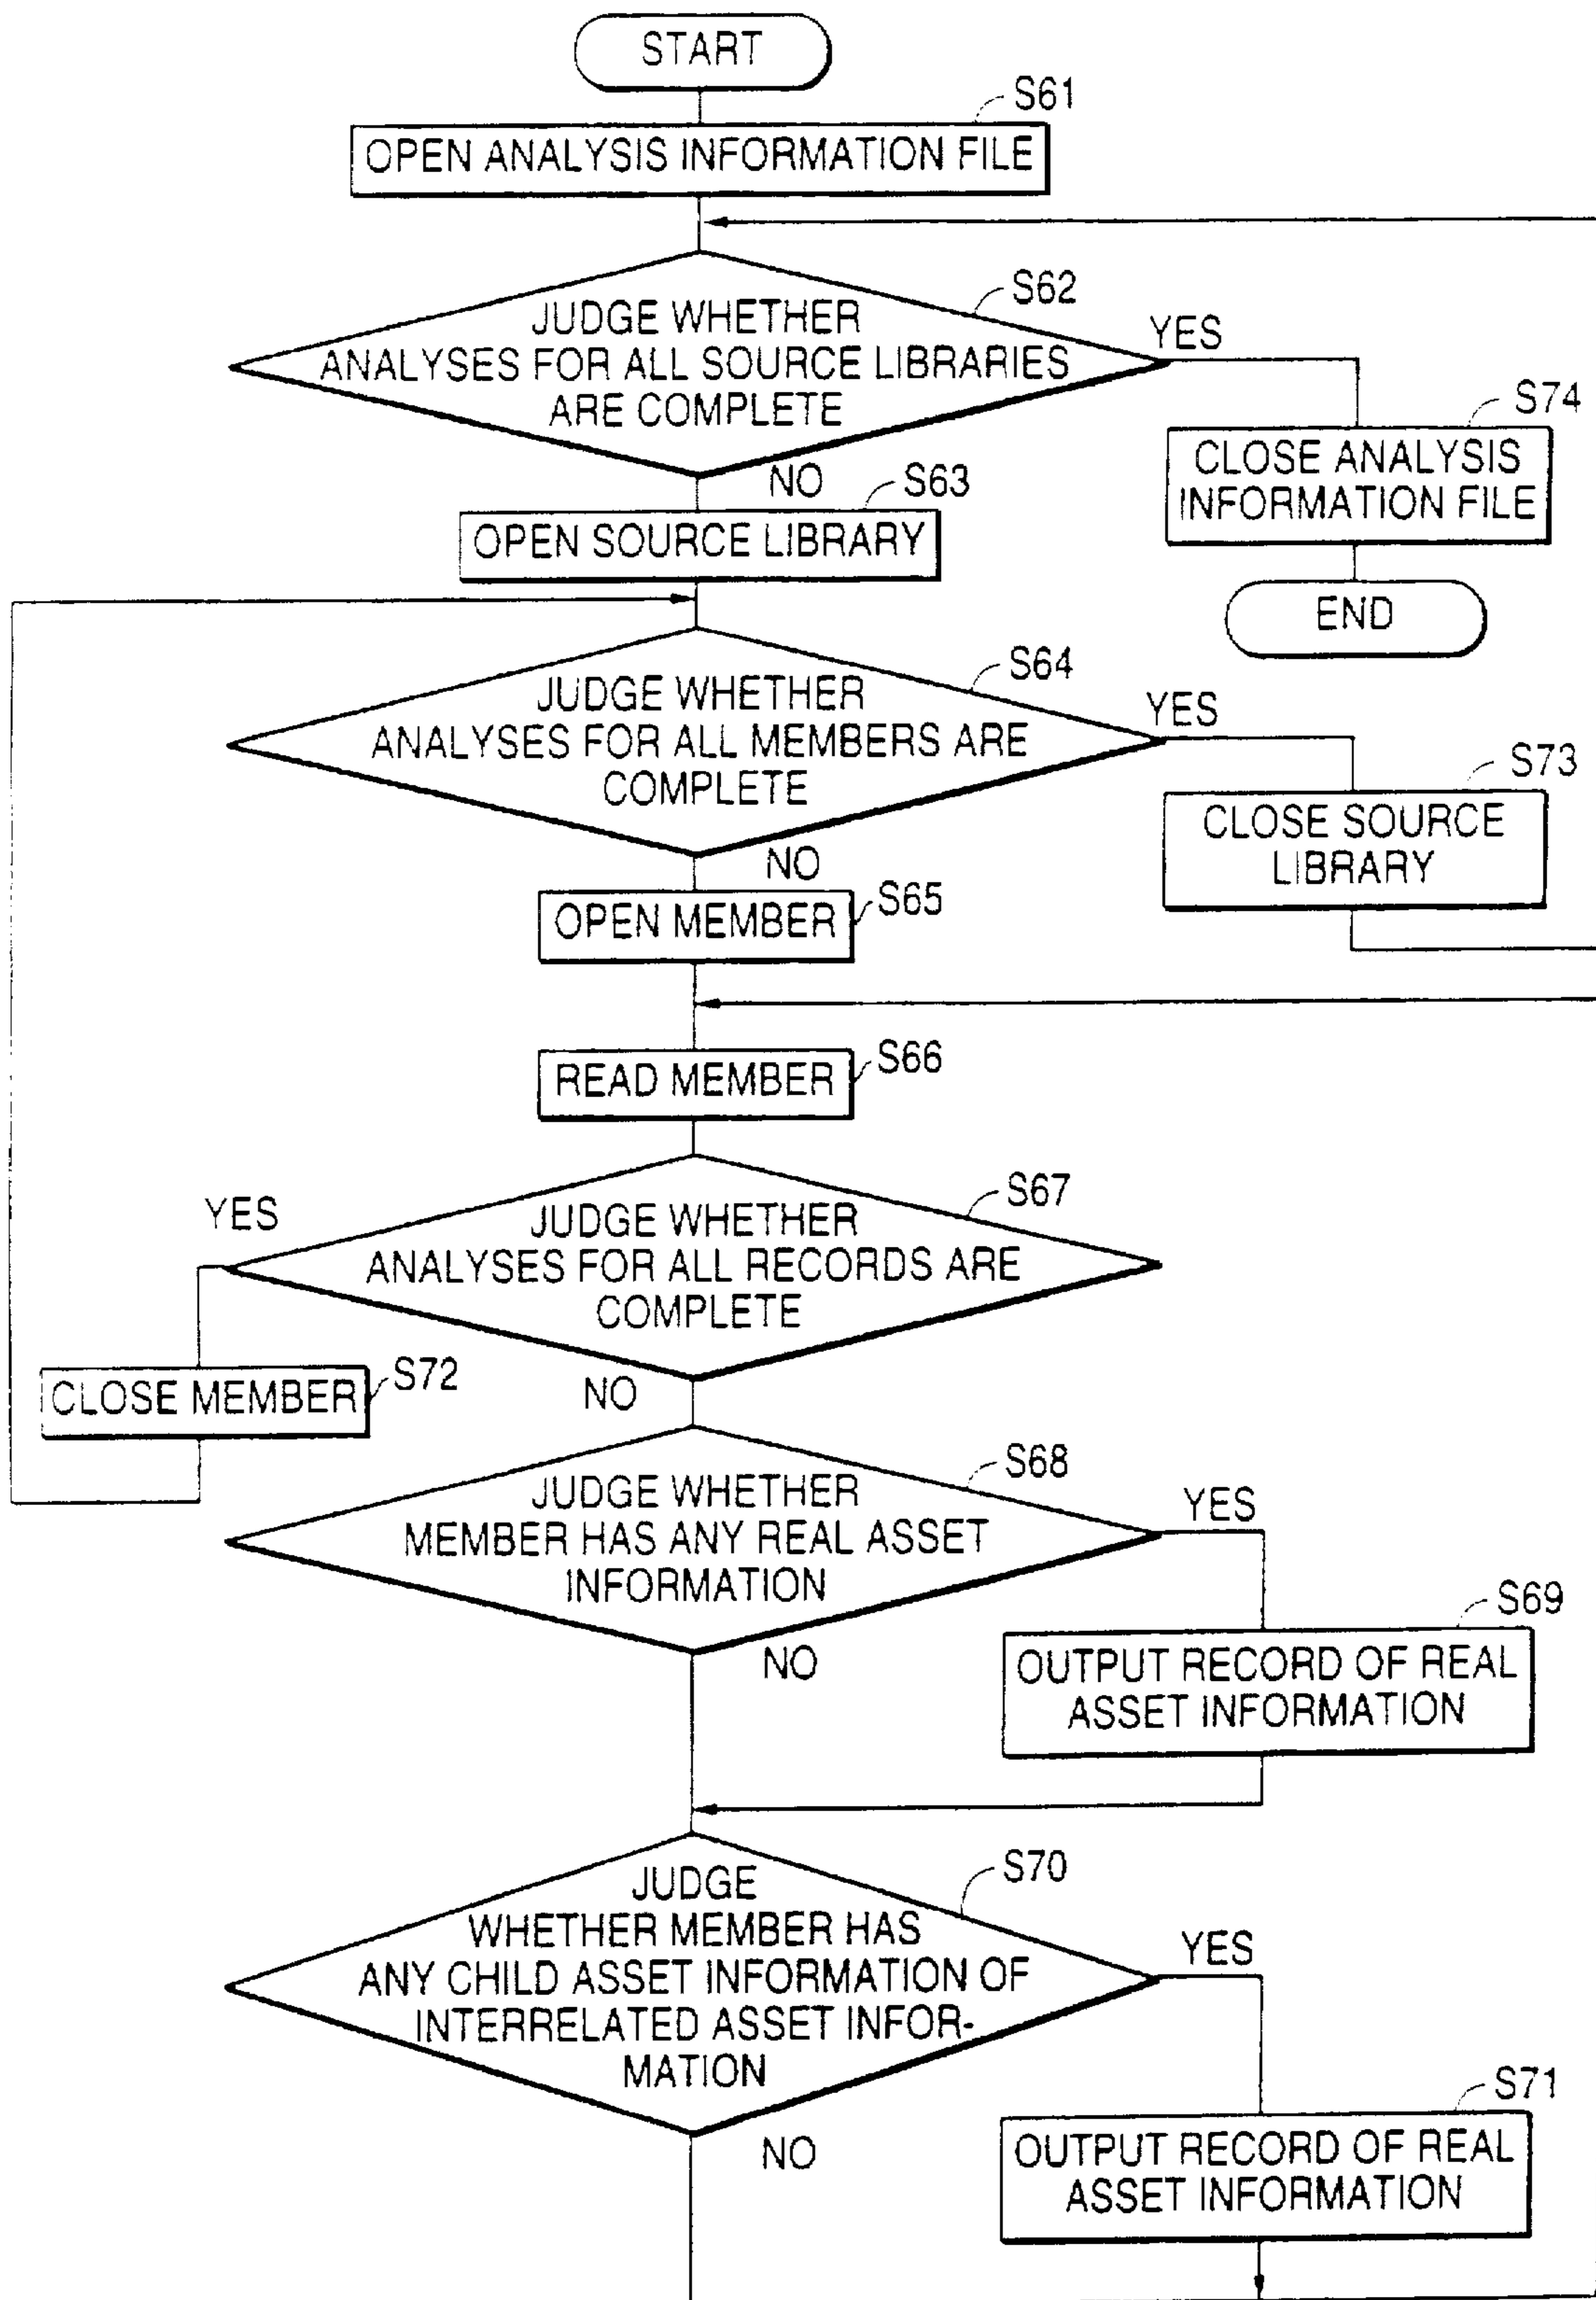 START
S61
OPEN ANALYSIS INFORMATION FILE
S62
JUDGE WHETHER
ANALYSES FOR ALL SOURCE LIBRARIES
ARE COMPLETE
YES
NO
S74
CLOSE ANALYSIS
INFORMATION FILE
END
S63
OPEN SOURCE LIBRARY
S64
JUDGE WHETHER
ANALYSES FOR ALL MEMBERS ARE
COMPLETE
YES
NO
S73
CLOSE SOURCE
LIBRARY
S65
OPEN MEMBER
S66
READ MEMBER
S67
JUDGE WHETHER
ANALYSES FOR ALL RECORDS ARE
COMPLETE
YES
NO
S72
CLOSE MEMBER
S68
JUDGE WHETHER
MEMBER HAS ANY REAL ASSET
INFORMATION
YES
NO
S69
OUTPUT RECORD OF REAL
ASSET INFORMATION
S70
JUDGE
WHETHER MEMBER HAS
ANY CHILD ASSET INFORMATION OF
INTERRELATED ASSET INFOR-
MATION
YES
NO
S71
OUTPUT RECORD OF REAL
ASSET INFORMATION